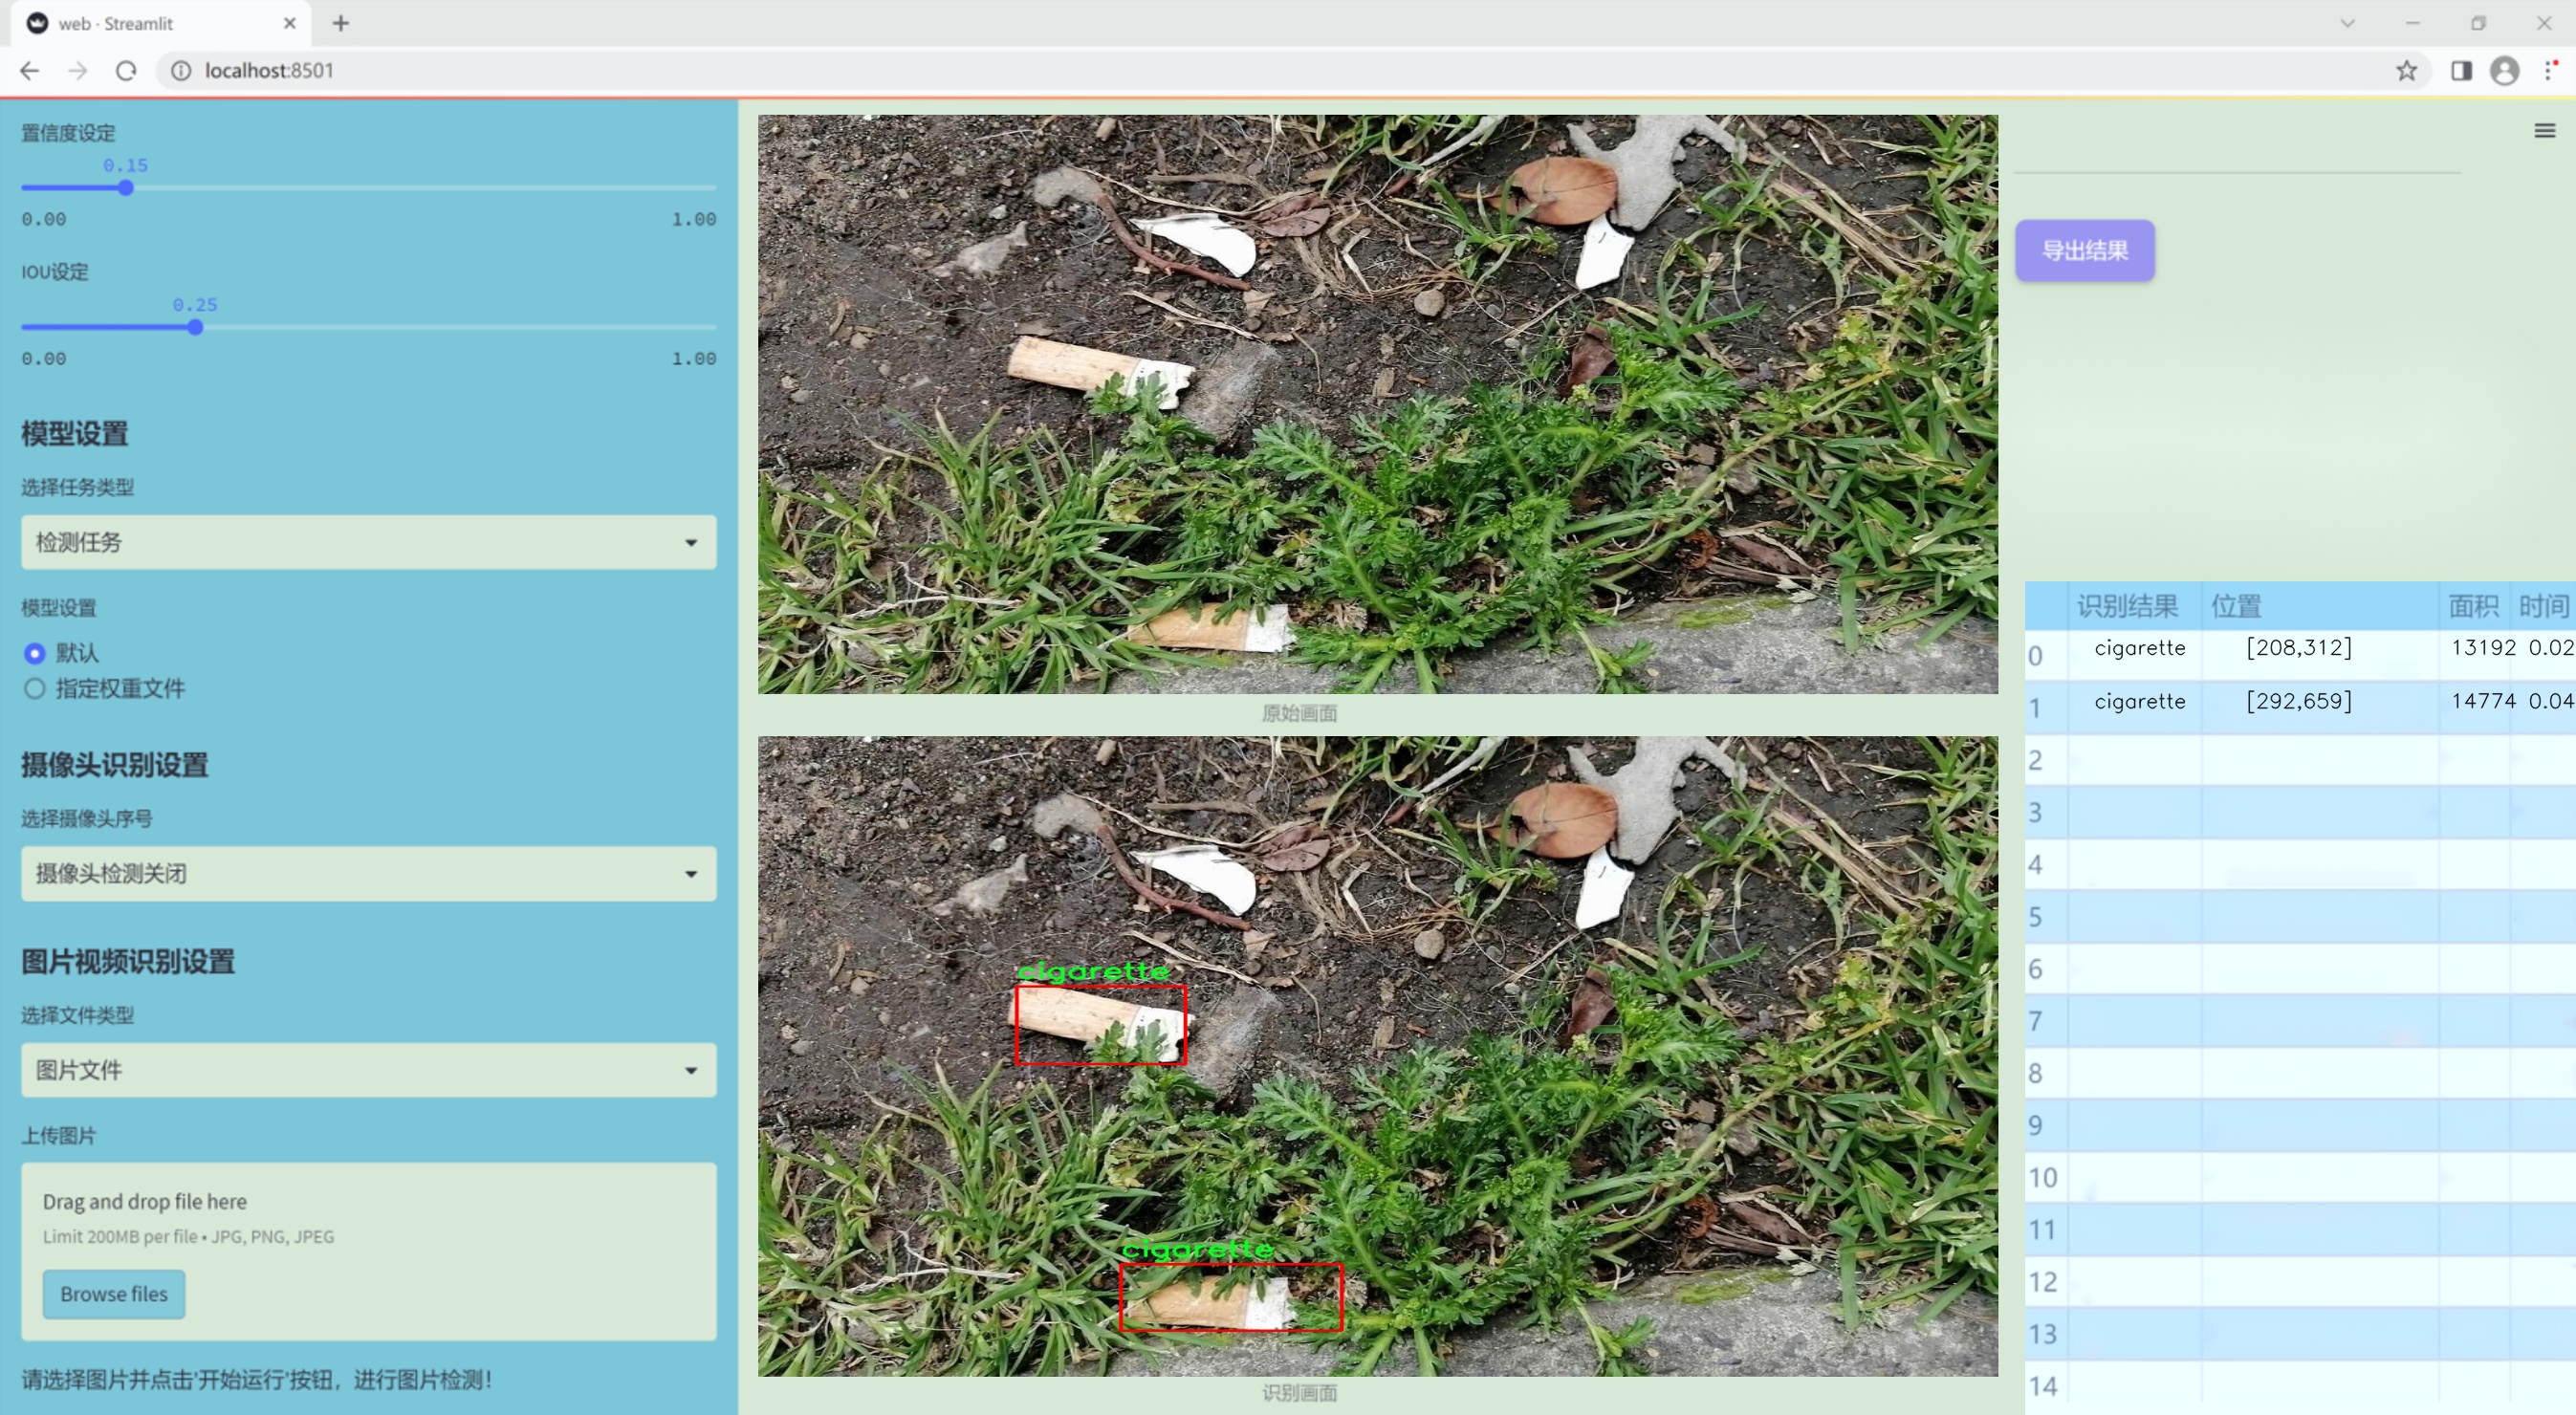 web · Streamlit
localhost:8501
置信度设定
0.15
0.00 1.00
IOU设定
0.25
0.00 1.00
模型设置
选择任务类型
检测任务
模型设置
默认
指定权重文件
摄像头识别设置
选择摄像头序号
摄像头检测关闭
图片视频识别设置
选择文件类型
图片文件
上传图片
Drag and drop file here
Limit 200MB per file • JPG, PNG, JPEG
Browse files
请选择图片并点击'开始运行'按钮，进行图片检测！
原始画面
cigarette
cigarette
识别画面
导出结果
识别结果 位置 面积 时间
0 cigarette [208,312] 13192 0.02
1 cigarette [292,659] 14774 0.04
2
3
4
5
6
7
8
9
10
11
12
13
14